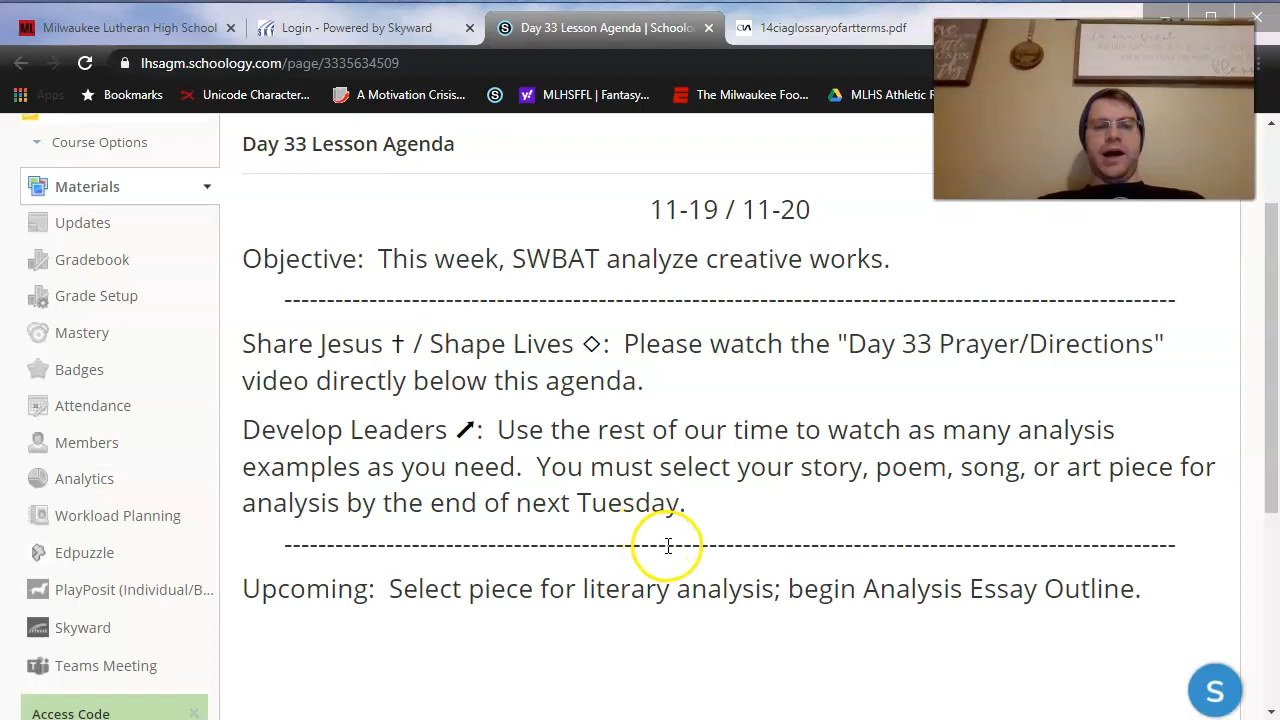 Milwaukee Lutheran High School
Login - Powered by Skyward
Day 33 Lesson Agenda | Schoolo
14ciaglossaryofartterms.pdf
lhsagm.schoology.com/page/3335634509
Apps
Bookmarks
Unicode Character...
A Motivation Crisis...
MLHSFFL | Fantasy...
The Milwaukee Foo...
MLHS Athletic R
Course Options
Materials
Updates
Gradebook
Grade Setup
Mastery
Badges
Attendance
Members
Analytics
Workload Planning
Edpuzzle
PlayPosit (Individual/B...
Skyward
Teams Meeting
Access Code
Day 33 Lesson Agenda
11-19 / 11-20
Objective: This week, SWBAT analyze creative works.
Share Jesus † / Shape Lives ◇: Please watch the "Day 33 Prayer/Directions"
video directly below this agenda.
Develop Leaders ⬈: Use the rest of our time to watch as many analysis
examples as you need. You must select your story, poem, song, or art piece for
analysis by the end of next Tuesday.
Upcoming: Select piece for literary analysis; begin Analysis Essay Outline.
S